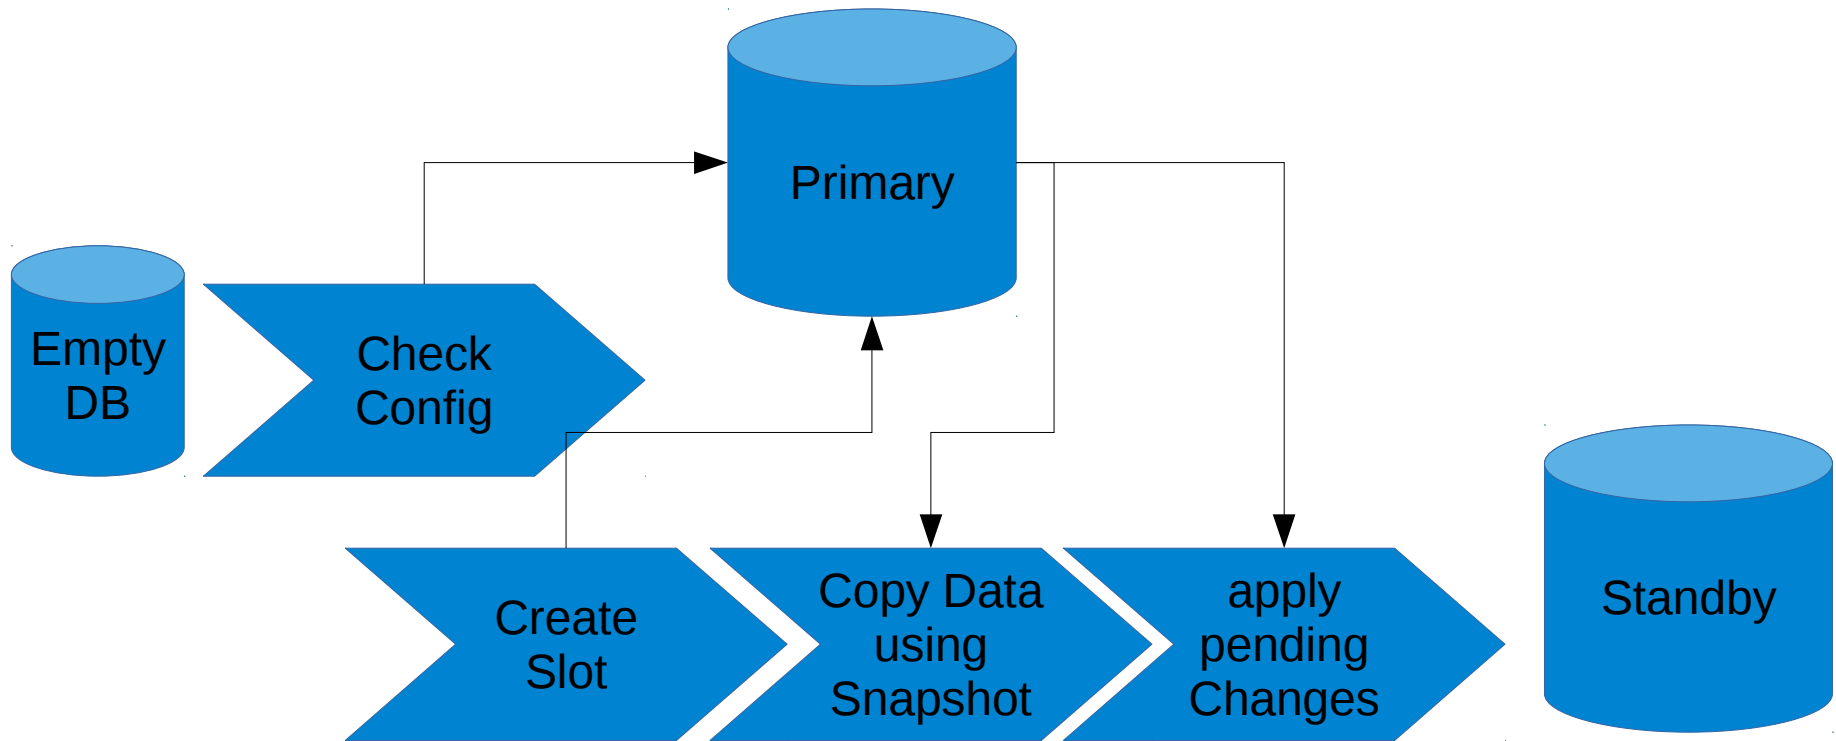 Primary
Empty
DB
Check
Config
Create
Slot
Copy Data
using
Snapshot
apply
pending
Changes
Standby